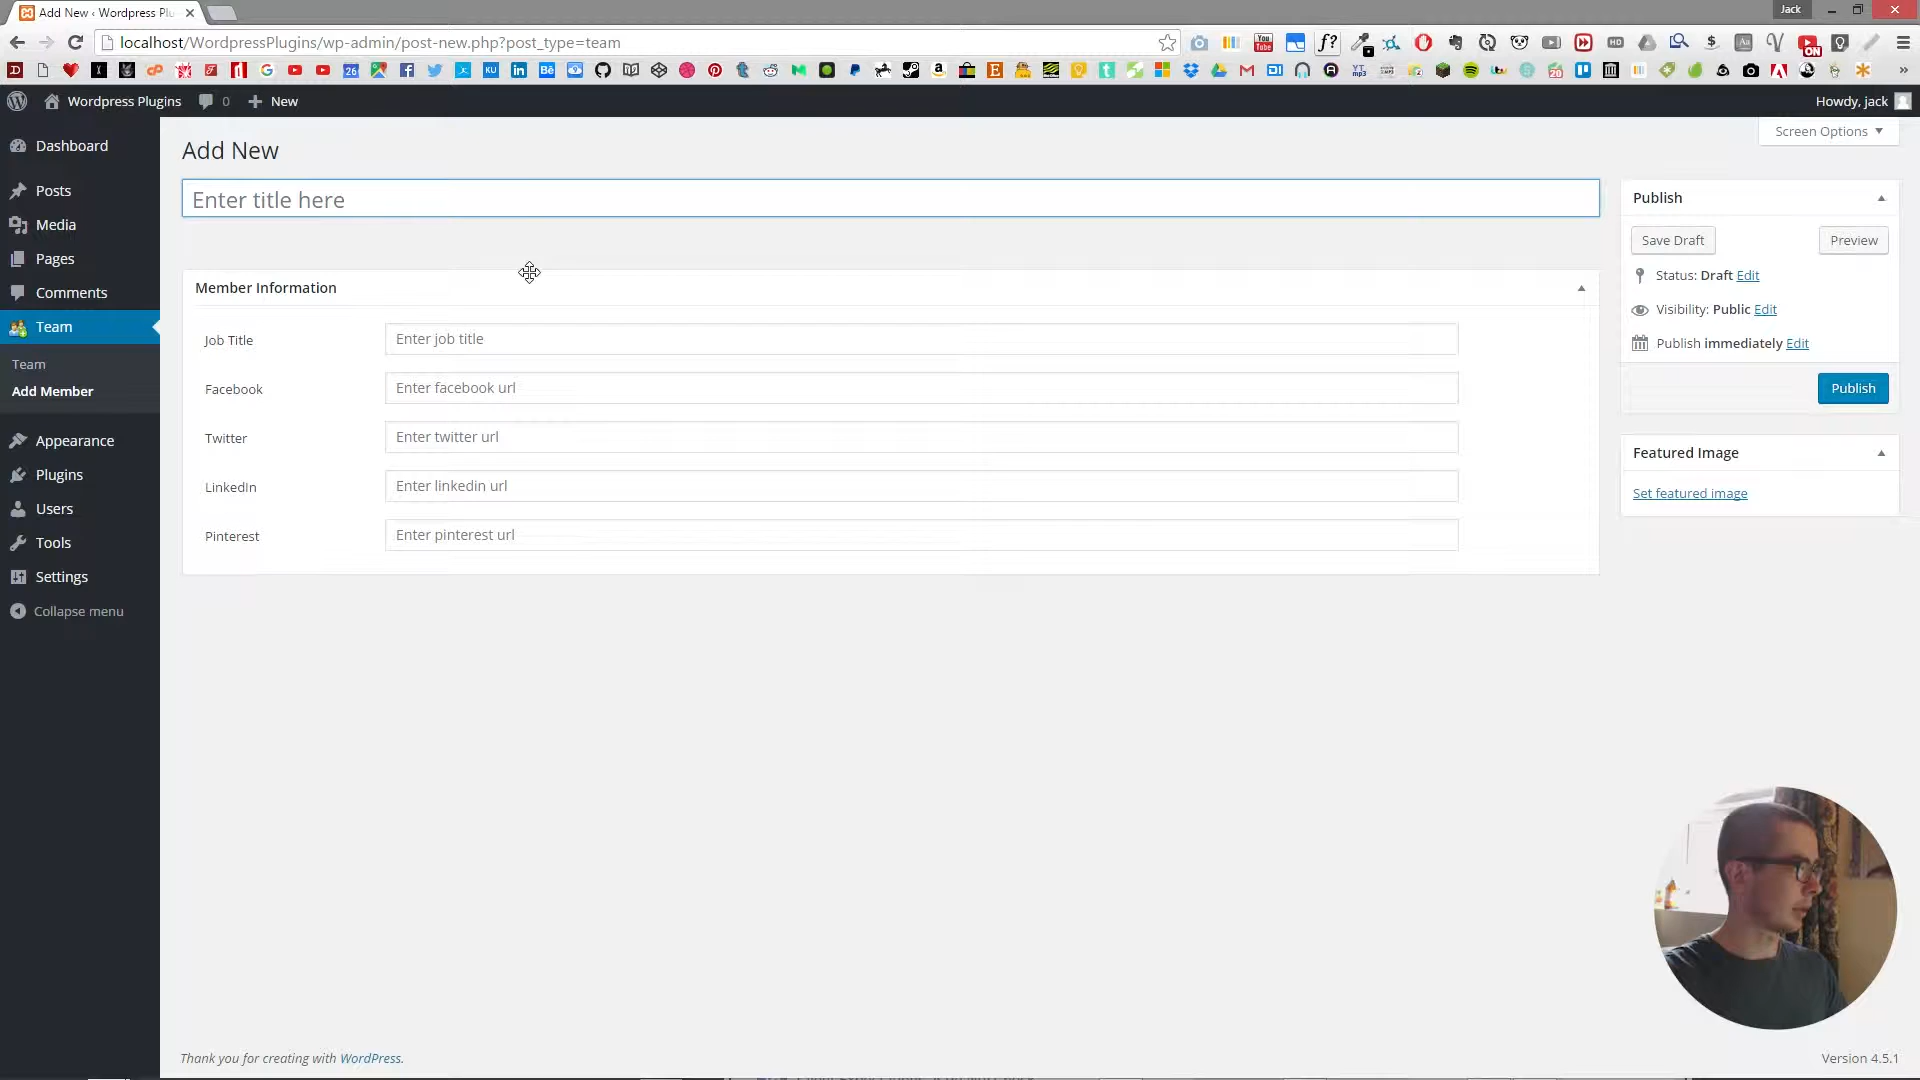 Add New ‹ Wordpress Plu
Jack
localhost/WordpressPlugins/wp-admin/post-new.php?post_type=team
Wordpress Plugins
0
New
Howdy, jack
Screen Options
Dashboard
Posts
Media
Pages
Comments
Team
Team
Add Member
Appearance
Plugins
Users
Tools
Settings
Collapse menu
Add New
Enter title here
Member Information
Job Title
Enter job title
Facebook
Enter facebook url
Twitter
Enter twitter url
LinkedIn
Enter linkedin url
Pinterest
Enter pinterest url
Publish
Save Draft
Preview
Status: Draft Edit
Visibility: Public Edit
Publish immediately Edit
Publish
Featured Image
Set featured image
Thank you for creating with WordPress.
Version 4.5.1